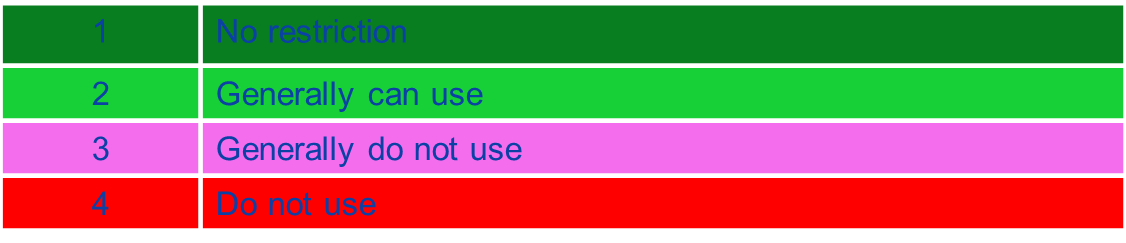 1 No restriction
2 Generally can use
3 Generally do not use
4 Do not use